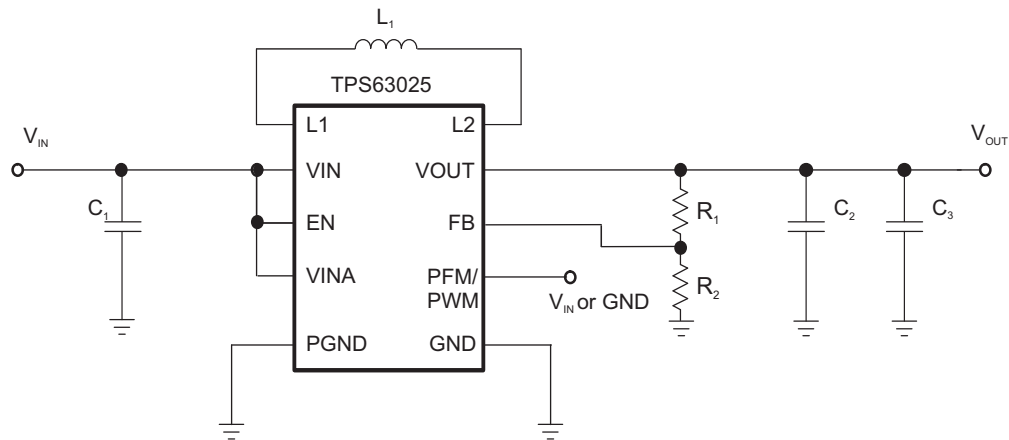 L1
TPS63025
L1
L2
VIN
VOUT
VIN
VOUT
C1
EN
FB
R1
C2
C3
VINA
PFM/
PWM
VIN or GND
R2
PGND
GND